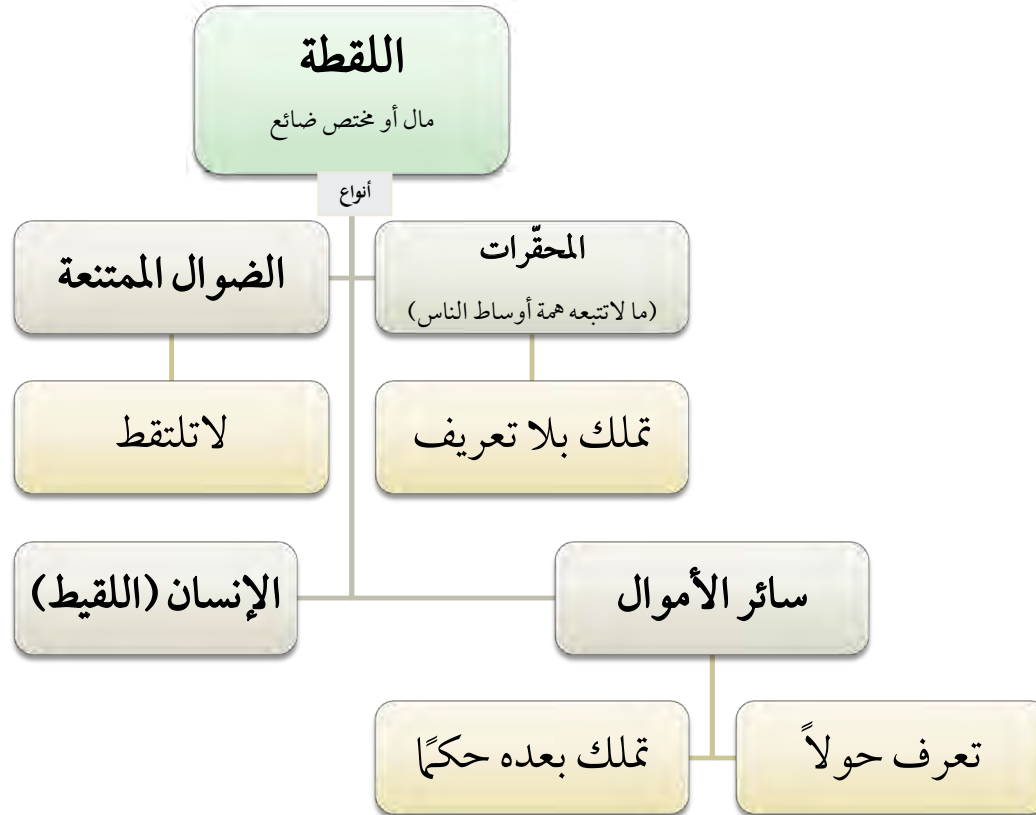 اللقطة
مال أو مختص ضائع
أنواع
المحقّرات
(ما لاتتبعه همة أوساط الناس)
الضوال الممتنعة
تملك بلا تعريف
لاتلتقط
سائر الأموال
الإنسان (اللقيط)
تعرف حولاً
تملك بعده حكمًا